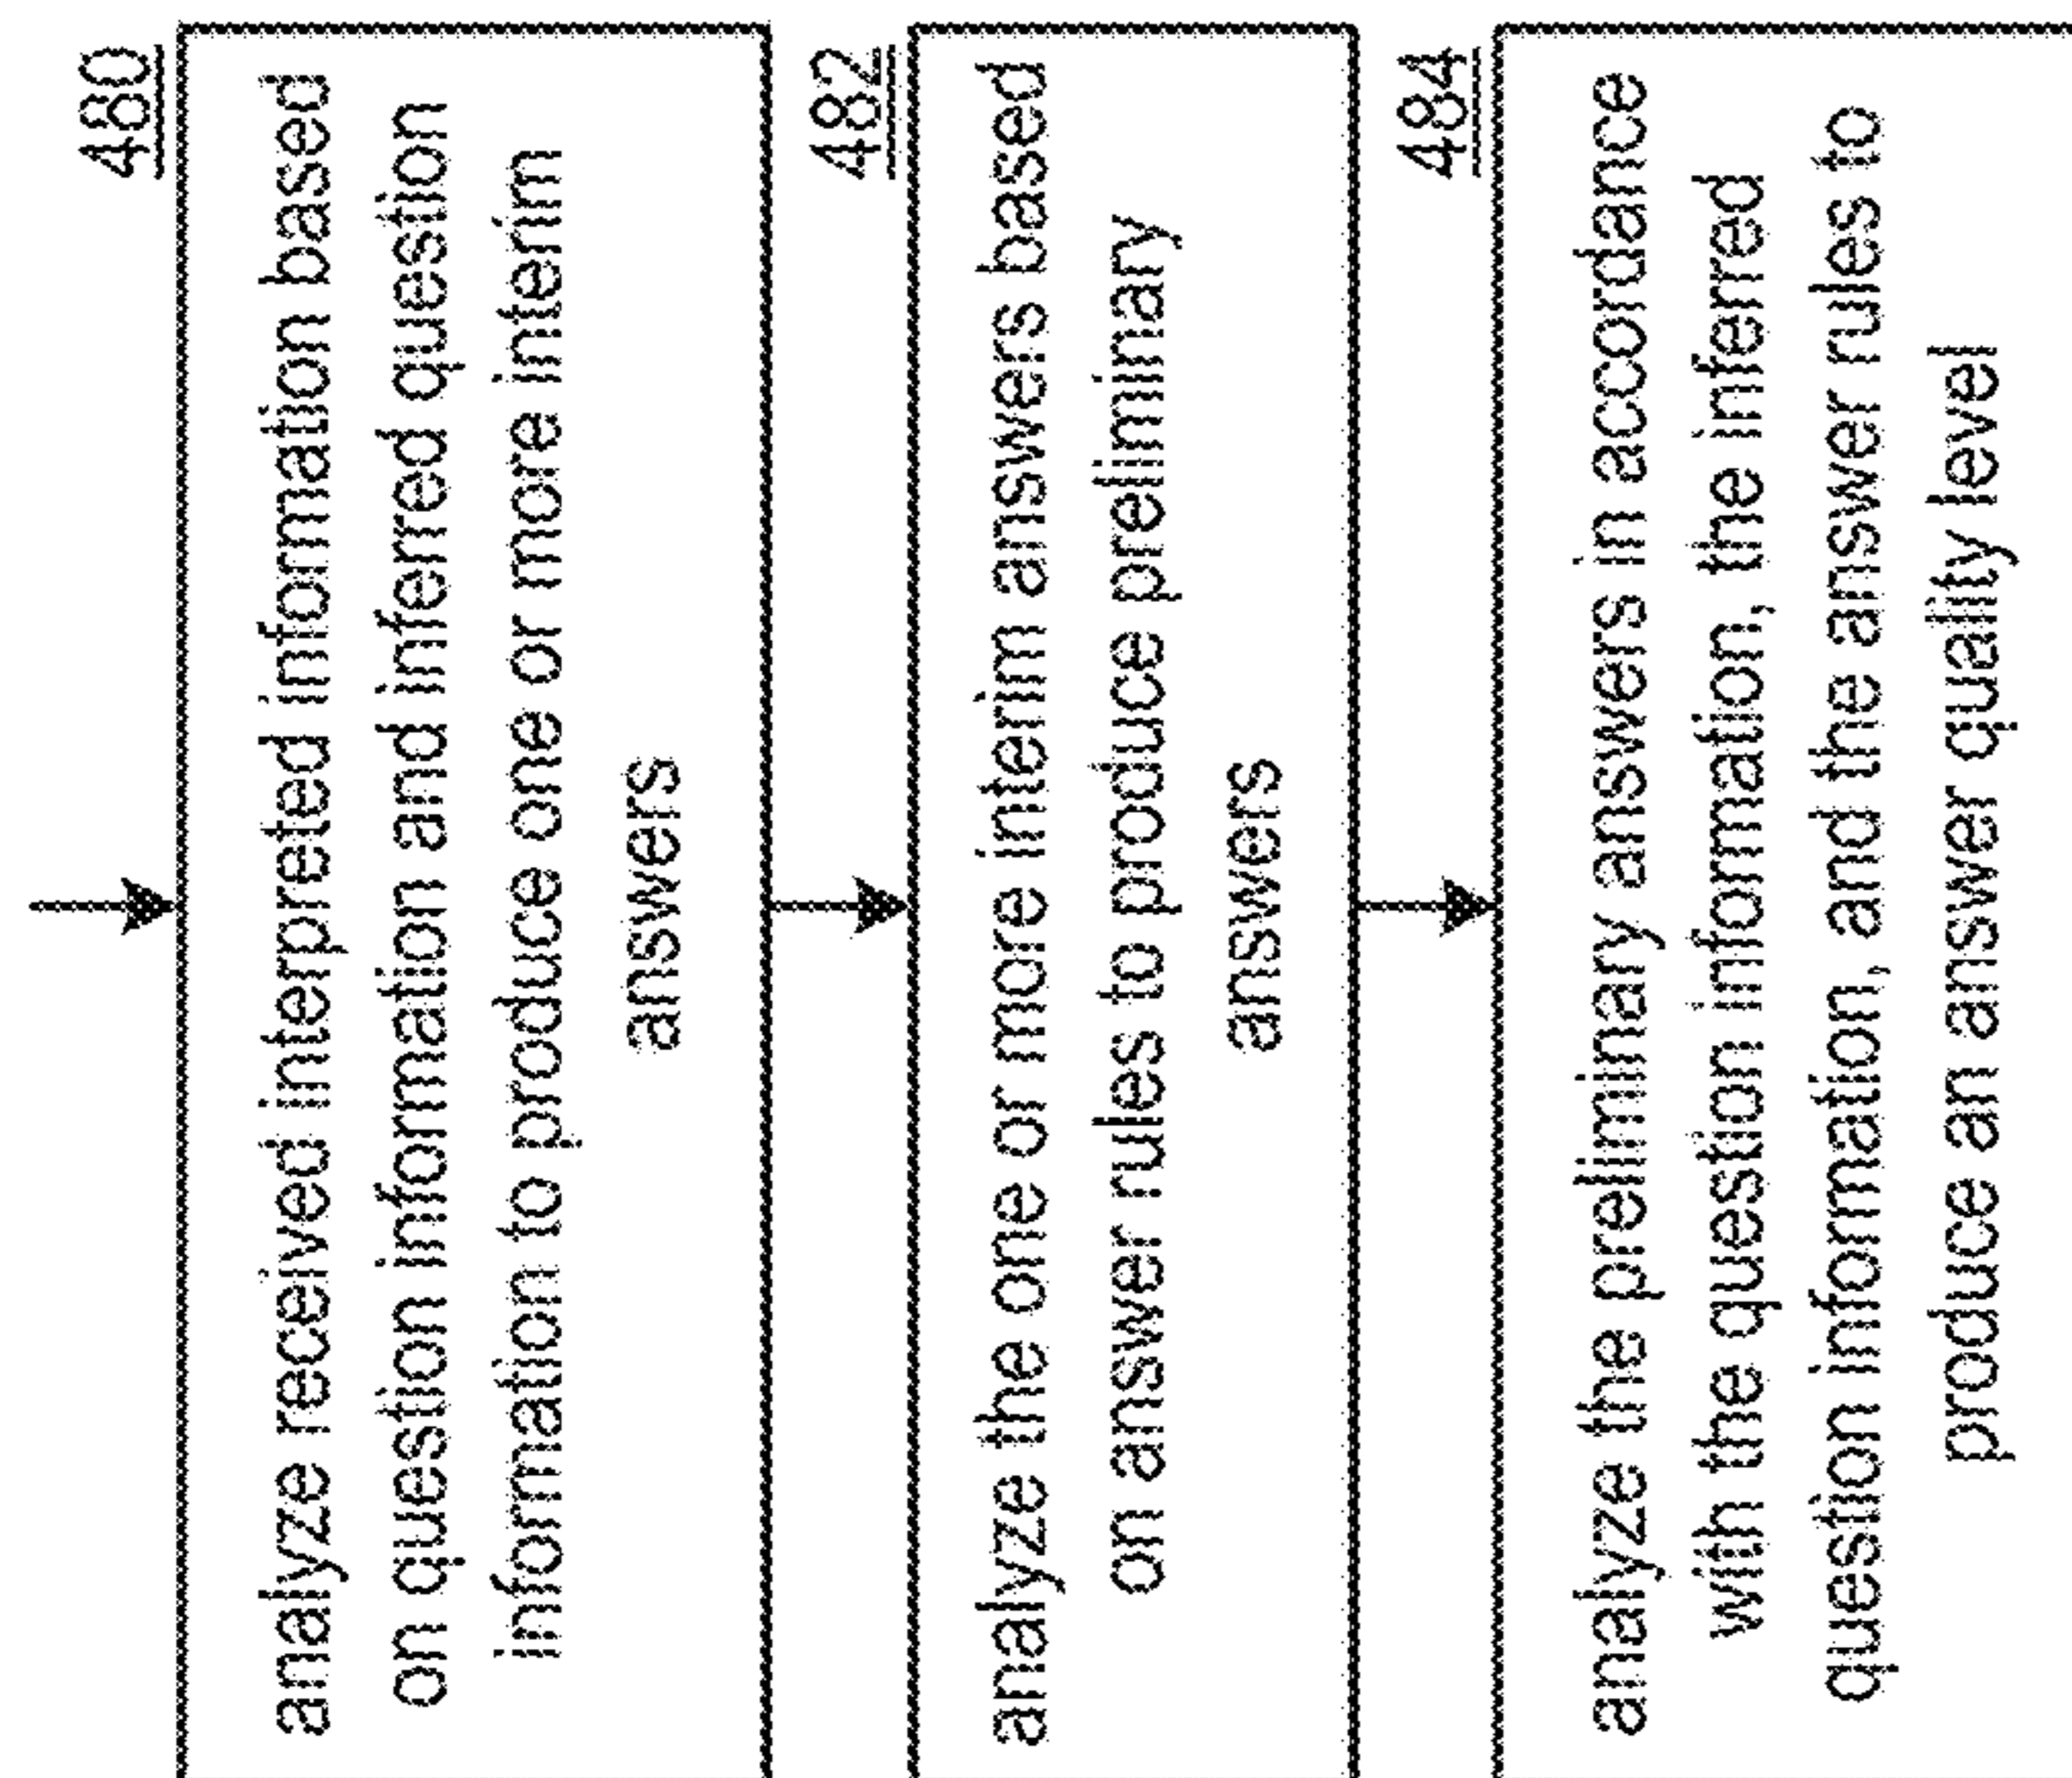 480
analyze received interpreted information based
on question information and inferred question
information to produce one or more interim
answers
482
analyze the one or more interim answers based
on answer rules to produce preliminary
answers
484
analyze the preliminary answers in accordance
with the question information, the inferred
question information, and the answer rules to
produce an answer quality level